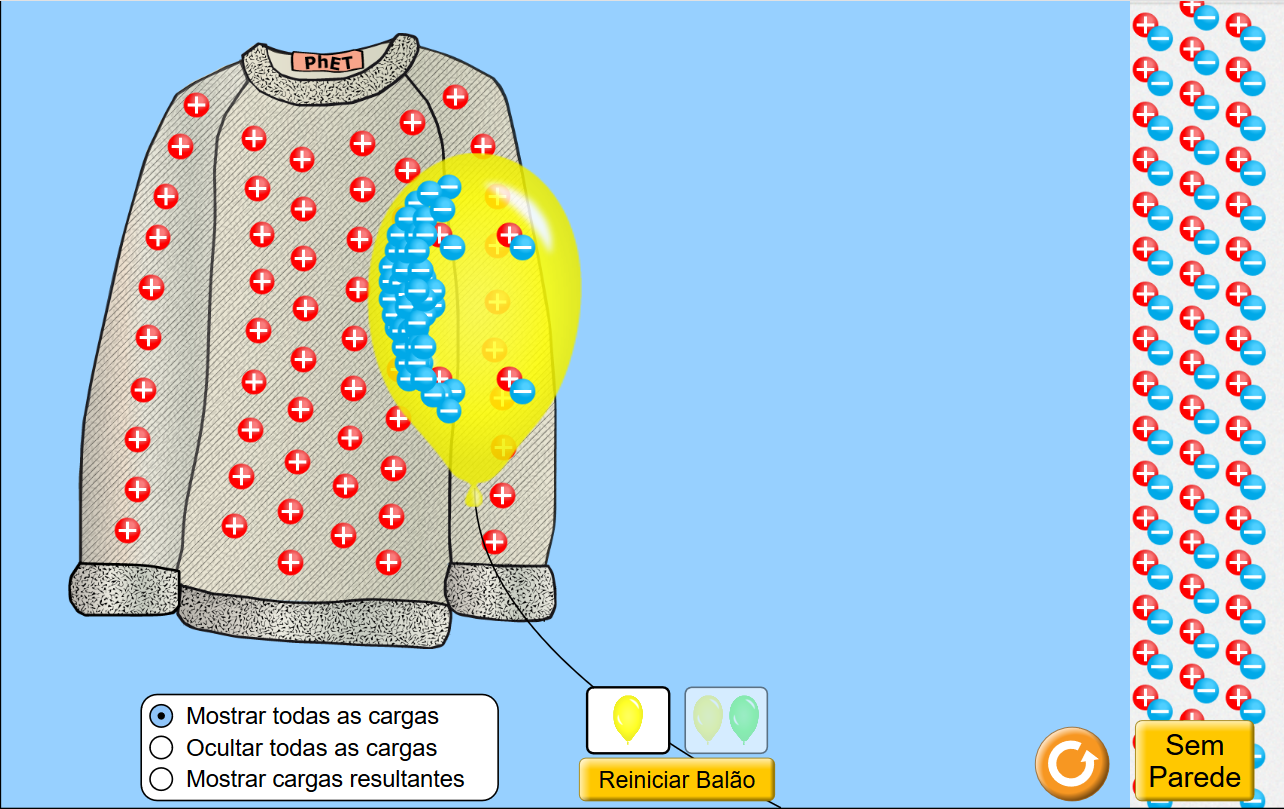 PhET
Mostrar todas as cargas
Ocultar todas as cargas
Mostrar cargas resultantes
Reiniciar Balão
Sem
Parede